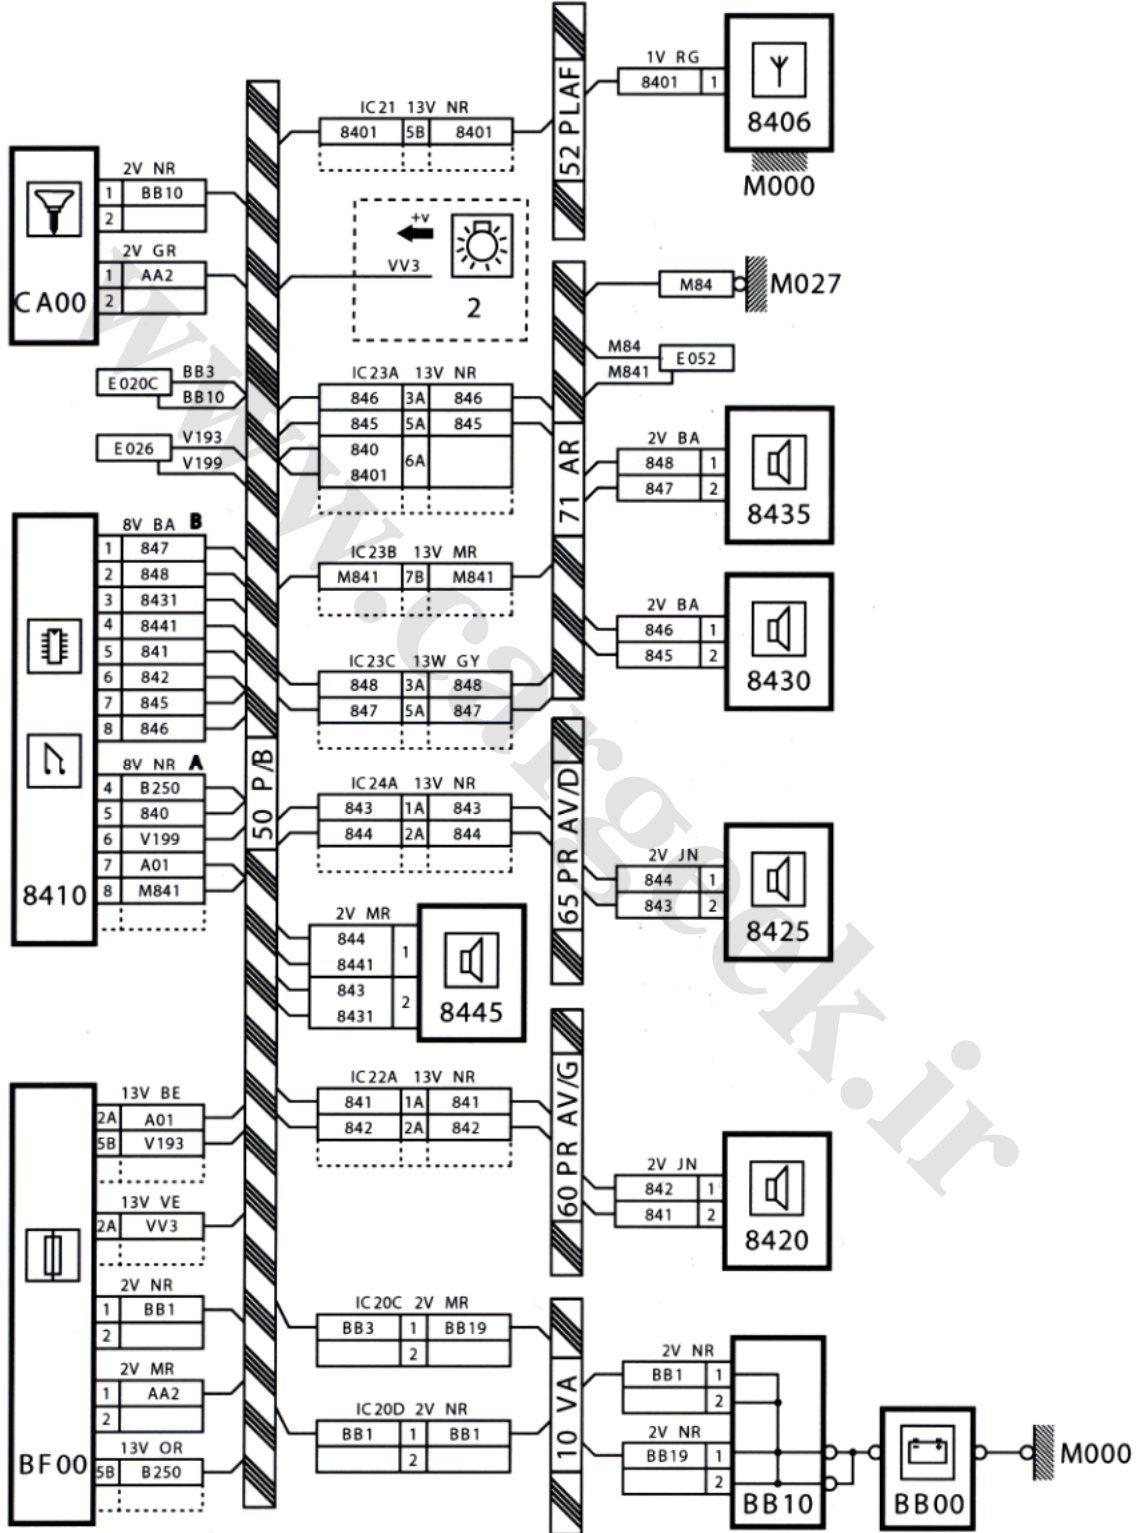 52 PLAF
1V RG
8401 1
8406
M000
IC21 13V NR
8401 5B 8401
CA00
2V NR
1 BB10
2
2V GR
1 AA2
2
+v
VV3
2
M84
M027
M84
M841
E052
E020C
BB3
BB10
E026
V193
V199
IC23A 13V NR
846 3A 846
845 5A 845
840
8401
6A
71 AR
2V BA
848 1
847 2
8435
IC23B 13V MR
M841 7B M841
2V BA
846 1
845 2
8430
IC23C 13W GY
848 3A 848
847 5A 847
8V BA B
1 847
2 848
3 8431
4 8441
5 841
6 842
7 845
8 846
8V NR A
4 B250
5 840
6 V199
7 A01
8 M841
8410
50 P/B
IC24A 13V NR
843 1A 843
844 2A 844
65 PR AV/D
2V JN
844 1
843 2
8425
2V MR
844
8441
1
843
8431
2
8445
IC22A 13V NR
841 1A 841
842 2A 842
60 PR AV/G
2V JN
842 1
841 2
8420
13V BE
2A A01
5B V193
13V VE
2A VV3
2V NR
1 BB1
2
2V MR
1 AA2
2
13V OR
5B B250
BF00
IC20C 2V MR
BB3 1 BB19
2
IC20D 2V NR
BB1 1 BB1
2
10 VA
2V NR
BB1 1
2
2V NR
BB19 1
2
BB10
BB00
M000
www.cargeek.ir